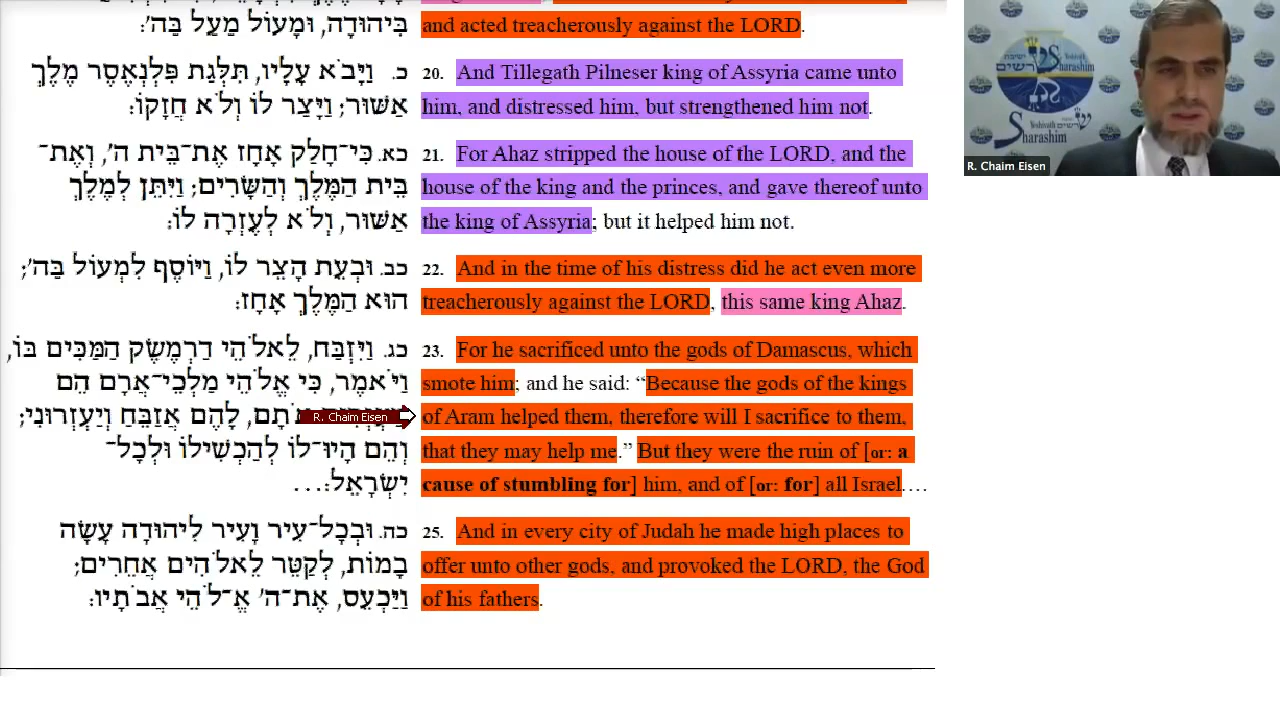 בִּיהוּדָה, וּמָעוֹל מַעַל בַּה':
and acted treacherously against the LORD.
כ. וַיָּבֹא עָלָיו, תִּלְּגַת פִּלְנְאֶסֶר מֶלֶךְ
אַשּׁוּר; וַיָּצַר לוֹ וְלֹא חֲזָקוֹ:
20. And Tillegath Pilneser king of Assyria came unto
him, and distressed him, but strengthened him not.
כא. כִּי־חָלַק אָחָז אֶת־בֵּית ה', וְאֶת־
בֵּית הַמֶּלֶךְ וְהַשָּׂרִים; וַיִּתֵּן לְמֶלֶךְ
אַשּׁוּר, וְלֹא לְעֶזְרָה לוֹ:
21. For Ahaz stripped the house of the LORD, and the
house of the king and the princes, and gave thereof unto
the king of Assyria; but it helped him not.
כב. וּבְעֵת הָצֵר לוֹ, וַיּוֹסֶף לִמְעוֹל בַּה';
הוּא הַמֶּלֶךְ אָחָז:
22. And in the time of his distress did he act even more
treacherously against the LORD, this same king Ahaz.
כג. וַיִּזְבַּח, לֵאלֹהֵי דַרְמֶשֶׂק הַמַּכִּים בּוֹ,
וַיֹּאמֶר, כִּי אֱלֹהֵי מַלְכֵי־אֲרָם הֵם
לָהֶם אֲזַבֵּחַ וְיַעְזְרוּנִי;
וְהֵם הָיוּ־לוֹ לְהַכְשִׁילוֹ וּלְכָל־
יִשְׂרָאֵל:...
23. For he sacrificed unto the gods of Damascus, which
smote him; and he said: “Because the gods of the kings
of Aram helped them, therefore will I sacrifice to them,
that they may help me.” But they were the ruin of [or: a
cause of stumbling for] him, and of [or: for] all Israel....
כה. וּבְכָל־עִיר וָעִיר לִיהוּדָה עָשָׂה
בָמוֹת, לְקַטֵּר לֵאלֹהִים אֲחֵרִים;
וַיַּכְעֵס, אֶת־ה' אֱ־לֹהֵי אֲבֹתָיו:
25. And in every city of Judah he made high places to
offer unto other gods, and provoked the LORD, the God
of his fathers.
R. Chaim Eisen
R. Chaim Eisen
Sharashim
Yeshivath
Sharashim